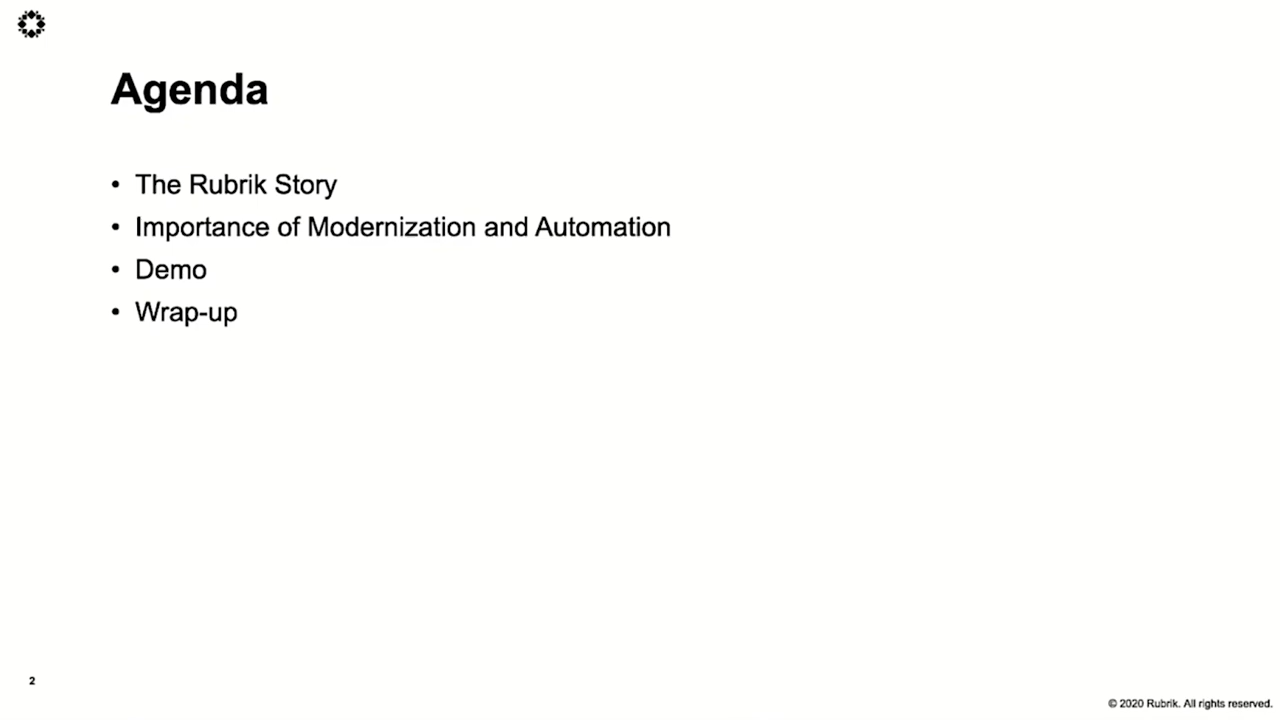 Agenda
• The Rubrik Story
• Importance of Modernization and Automation
• Demo
• Wrap-up
2
© 2020 Rubrik. All rights reserved.